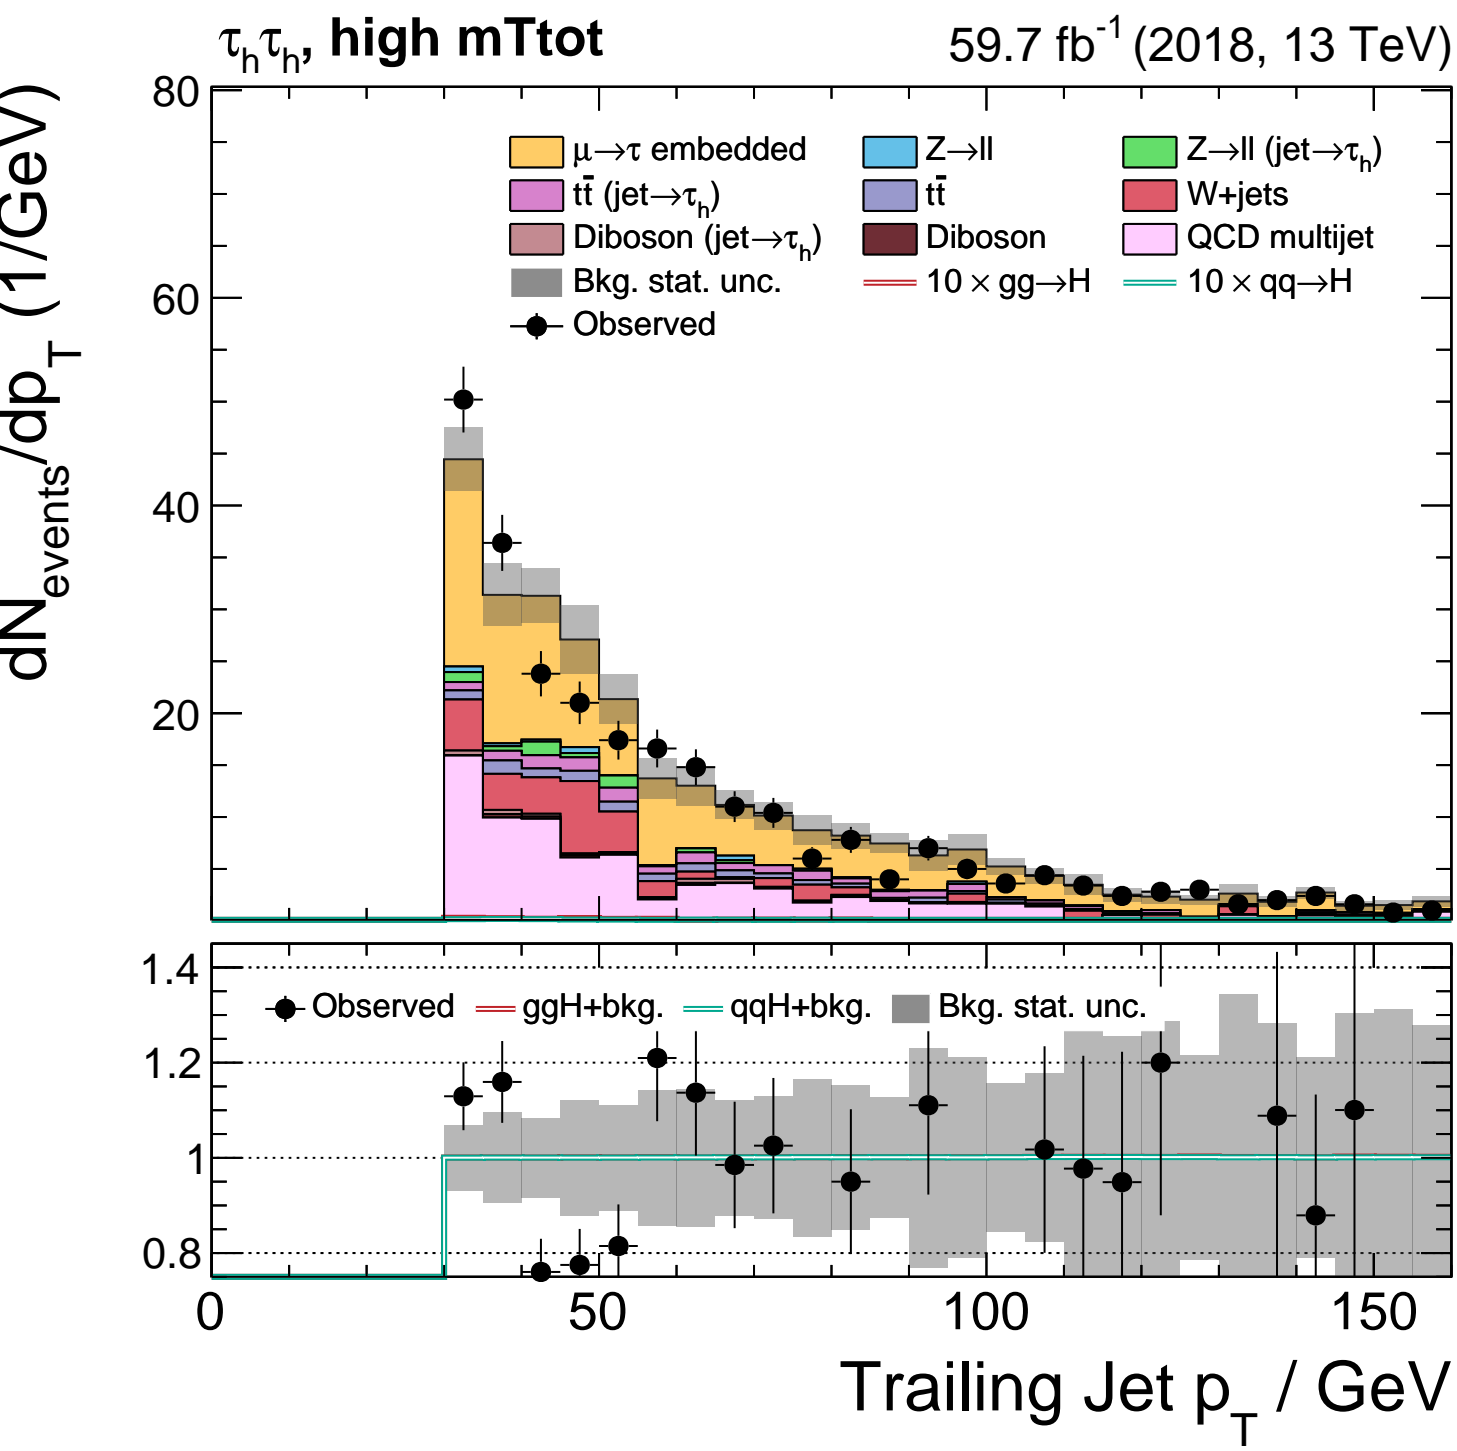 τhτh, high mTtot 59.7 fb-1 (2018, 13 TeV)
dNevents/dpT (1/GeV)
80
60
40
20
μ→τ embedded Z→ll Z→ll (jet→τh)
tt̄ (jet→τh) tt̄ W+jets
Diboson (jet→τh) Diboson QCD multijet
Bkg. stat. unc. 10 × gg→H 10 × qq→H
Observed
1.4
1.2
1
0.8
Observed ggH+bkg. qqH+bkg. Bkg. stat. unc.
0 50 100 150
Trailing Jet pT / GeV